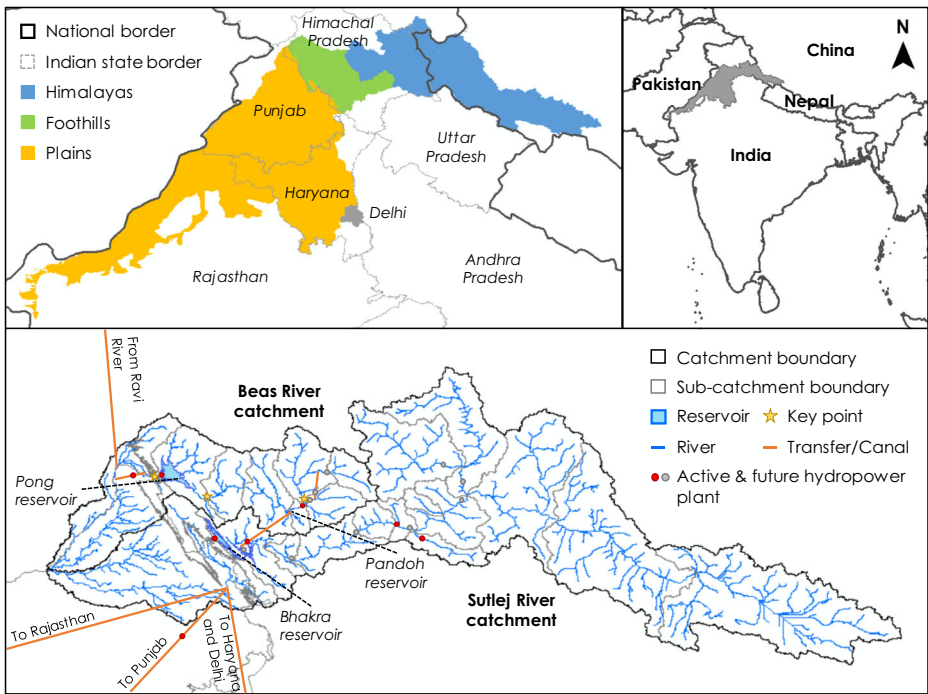 National border
Indian state border
Himalayas
Foothills
Plains
Himachal
Pradesh
Punjab
Haryana
Delhi
Uttar
Pradesh
Rajasthan
Andhra
Pradesh
N
China
Pakistan
Nepal
India
From Ravi
River
Beas River
catchment
Catchment boundary
Sub-catchment boundary
Reservoir
Key point
River
Transfer/Canal
Active & future hydropower
plant
Pong
reservoir
Pandoh
reservoir
Bhakra
reservoir
Sutlej River
catchment
To Rajasthan
To Punjab
To Haryana
and Delhi